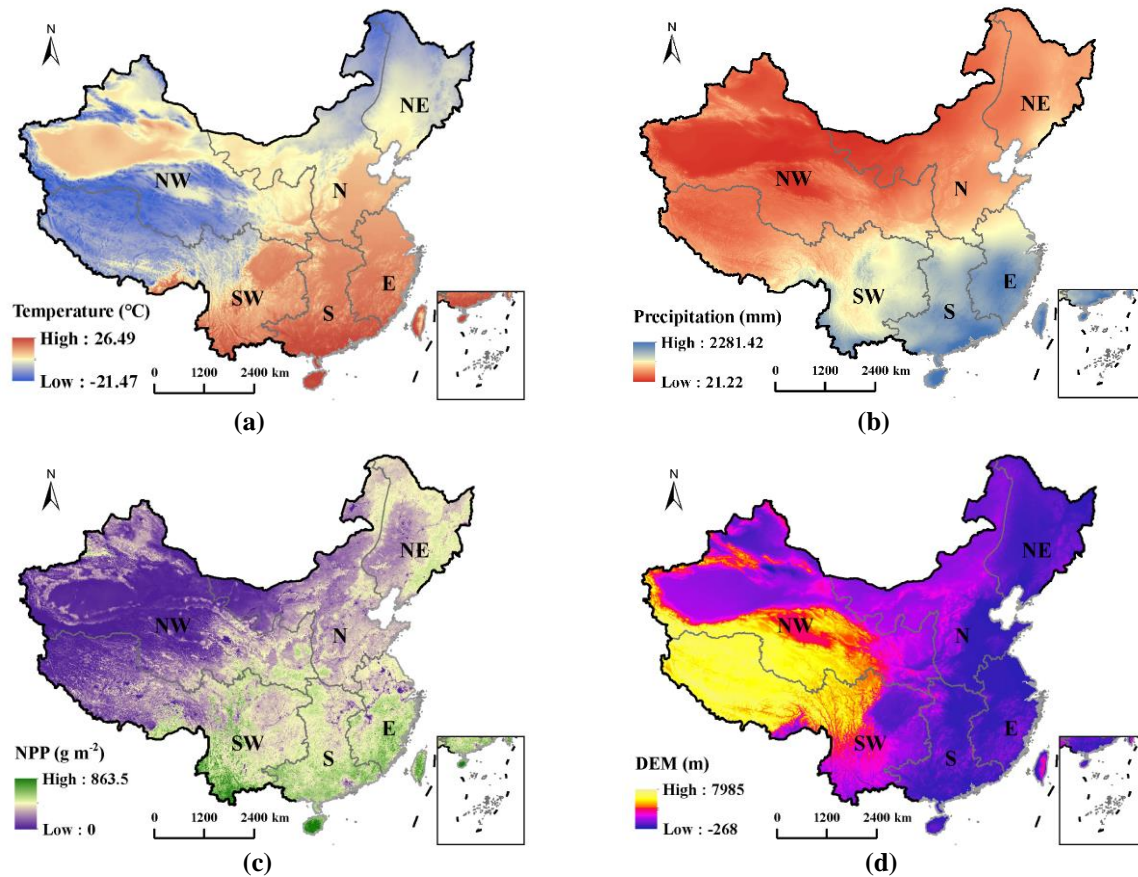 N
NE
NW
N
E
SW
S
Temperature (°C)
High : 26.49
Low : -21.47
0 1200 2400 km
(a)
N
NE
NW
N
E
SW
S
Precipitation (mm)
High : 2281.42
Low : 21.22
0 1200 2400 km
(b)
N
NE
NW
N
E
SW
S
NPP (g m⁻²)
High : 863.5
Low : 0
0 1200 2400 km
(c)
N
NE
NW
N
E
SW
S
DEM (m)
High : 7985
Low : -268
0 1200 2400 km
(d)